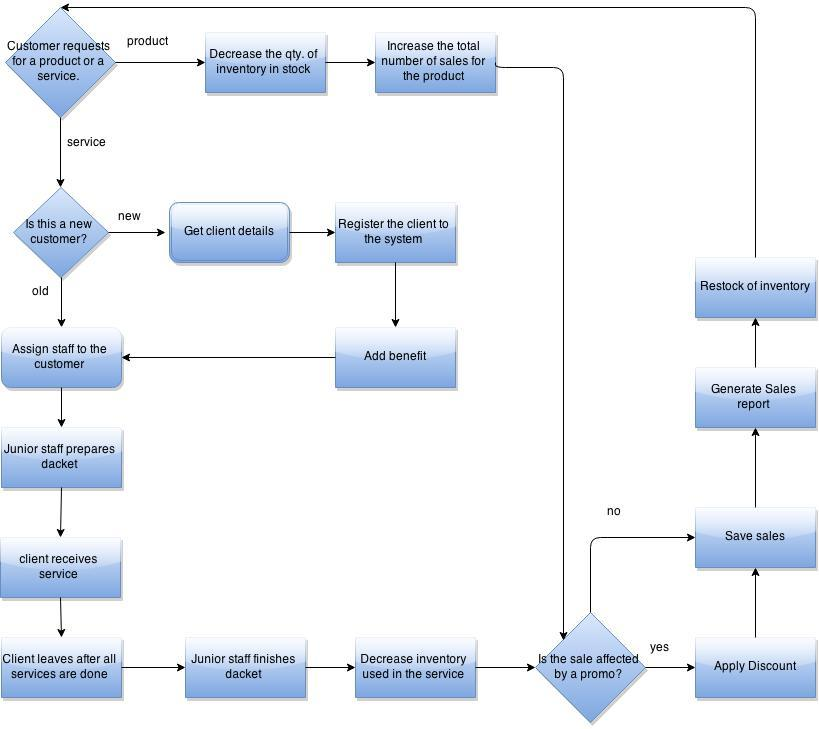 Customer requests
for a product or a
service.
product
Decrease the qty. of
inventory in stock
Increase the total
number of sales for
the product
service
Is this a new
customer?
new
Get client details
Register the client to
the system
old
Assign staff to the
customer
Add benefit
Restock of inventory
Generate Sales
report
Junior staff prepares
dacket
no
Save sales
client receives
service
Client leaves after all
services are done
Junior staff finishes
dacket
Decrease inventory
used in the service
Is the sale affected
by a promo?
yes
Apply Discount